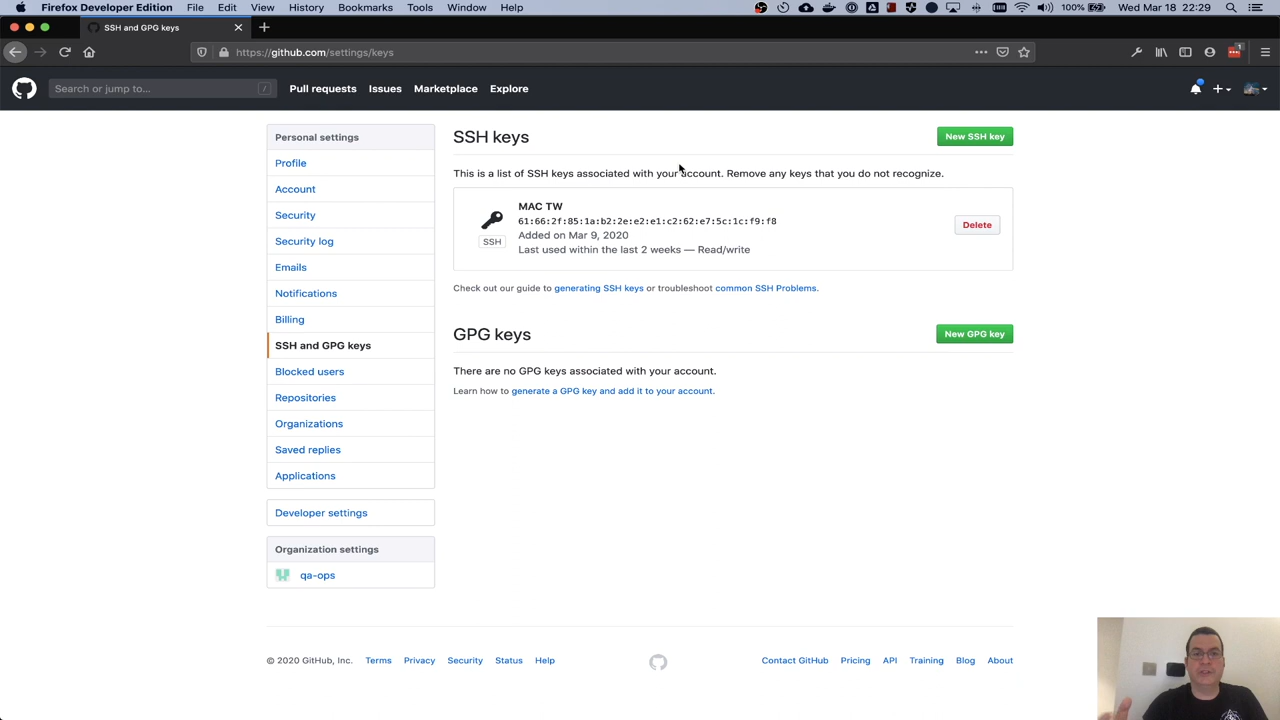 Firefox Developer Edition File Edit View History Bookmarks Tools Window Help 100% Wed Mar 18 22:29
SSH and GPG keys
https://github.com/settings/keys
1
Search or jump to... / Pull requests Issues Marketplace Explore
Personal settings
Profile
Account
Security
Security log
Emails
Notifications
Billing
SSH and GPG keys
Blocked users
Repositories
Organizations
Saved replies
Applications
Developer settings
Organization settings
qa-ops
SSH keys
New SSH key
This is a list of SSH keys associated with your account. Remove any keys that you do not recognize.
MAC TW
61:66:2f:85:1a:b2:2e:e2:e1:c2:62:e7:5c:1c:f9:f8
Added on Mar 9, 2020
Last used within the last 2 weeks — Read/write
SSH
Delete
Check out our guide to generating SSH keys or troubleshoot common SSH Problems.
GPG keys
New GPG key
There are no GPG keys associated with your account.
Learn how to generate a GPG key and add it to your account.
© 2020 GitHub, Inc. Terms Privacy Security Status Help Contact GitHub Pricing API Training Blog About